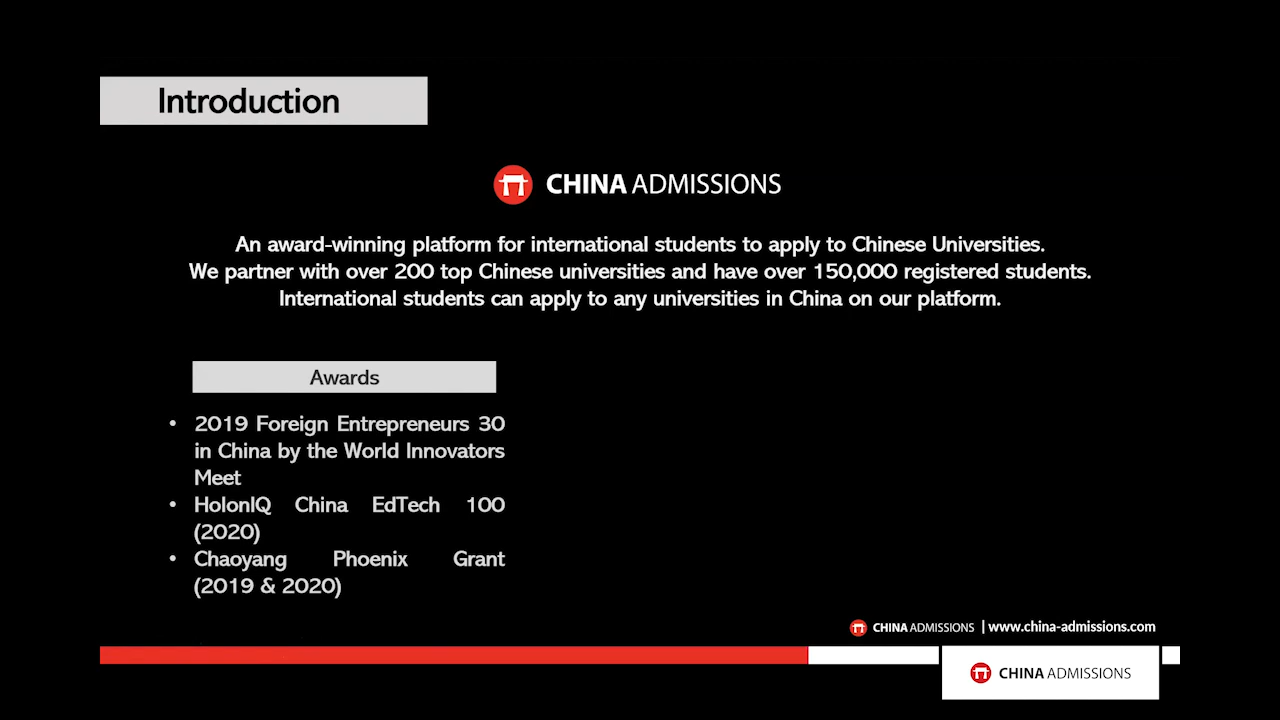 Introduction
CHINA ADMISSIONS
An award-winning platform for international students to apply to Chinese Universities.
We partner with over 200 top Chinese universities and have over 150,000 registered students.
International students can apply to any universities in China on our platform.
Awards
• 2019 Foreign Entrepreneurs 30
in China by the World Innovators
Meet
• HolonIQ China EdTech 100
(2020)
• Chaoyang Phoenix Grant
(2019 & 2020)
CHINA ADMISSIONS | www.china-admissions.com
CHINA ADMISSIONS